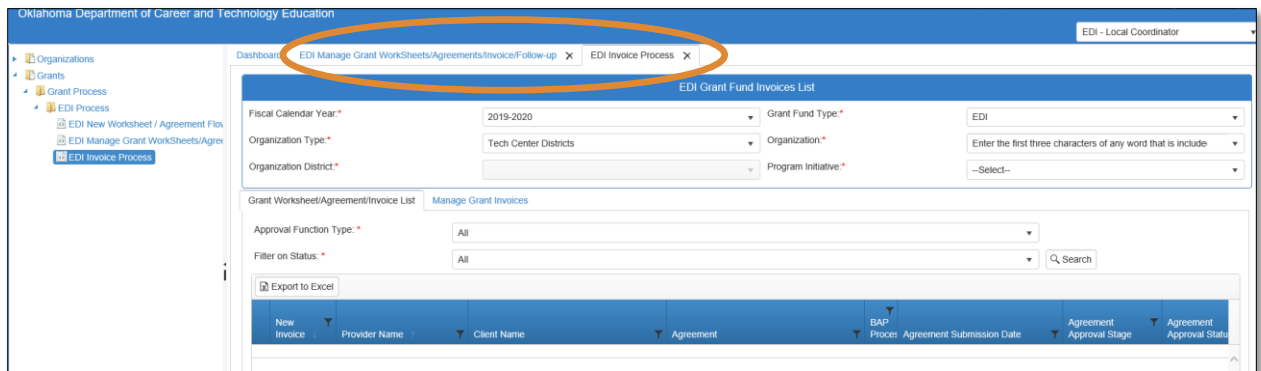 Oklahoma Department of Career and Technology Education
EDI - Local Coordinator
Organizations
Grants
Grant Process
EDI Process
EDI New Worksheet / Agreement Flov
EDI Manage Grant WorkSheets/Agree
EDI Invoice Process
Dashboard EDI Manage Grant WorkSheets/Agreements/Invoice/Follow-up X EDI Invoice Process X
EDI Grant Fund Invoices List
Fiscal Calendar Year:* 2019-2020 Grant Fund Type:* EDI
Organization Type:* Tech Center Districts Organization:* Enter the first three characters of any word that is include
Organization District:* Program Initiative:* --Select--
Grant Worksheet/Agreement/Invoice List Manage Grant Invoices
Approval Function Type: * All
Filter on Status: * All Search
Export to Excel
New Invoice Provider Name Client Name Agreement BAP Proces Agreement Submission Date Agreement Approval Stage Agreement Approval Statu